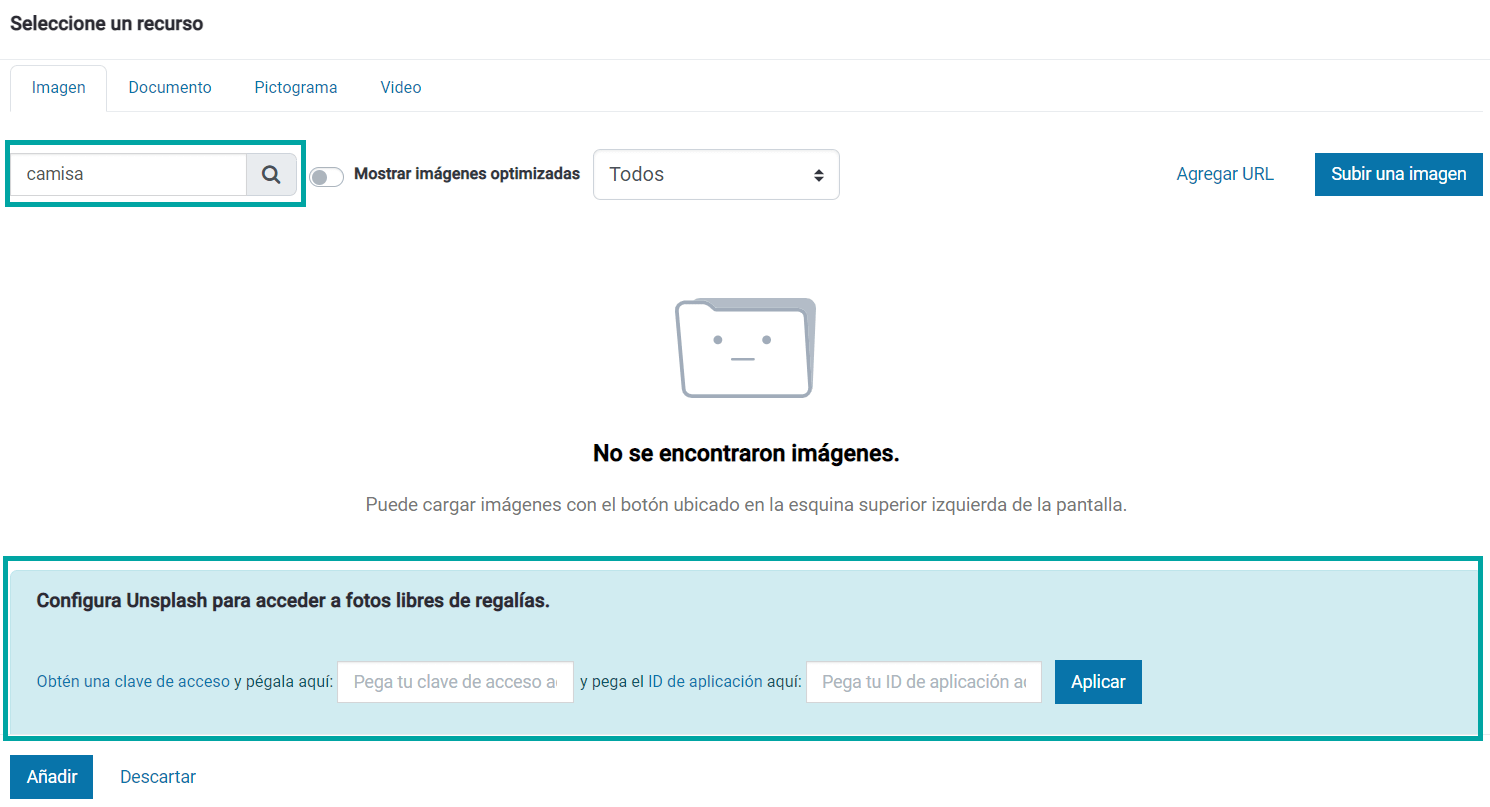 Seleccione un recurso
Imagen Documento Pictograma Video
camisa Mostrar imágenes optimizadas Todos Agregar URL Subir una imagen
No se encontraron imágenes.
Puede cargar imágenes con el botón ubicado en la esquina superior izquierda de la pantalla.
Configura Unsplash para acceder a fotos libres de regalías.
Obtén una clave de acceso y pégala aquí: Pega tu clave de acceso a y pega el ID de aplicación aquí: Pega tu ID de aplicación a Aplicar
Añadir Descartar